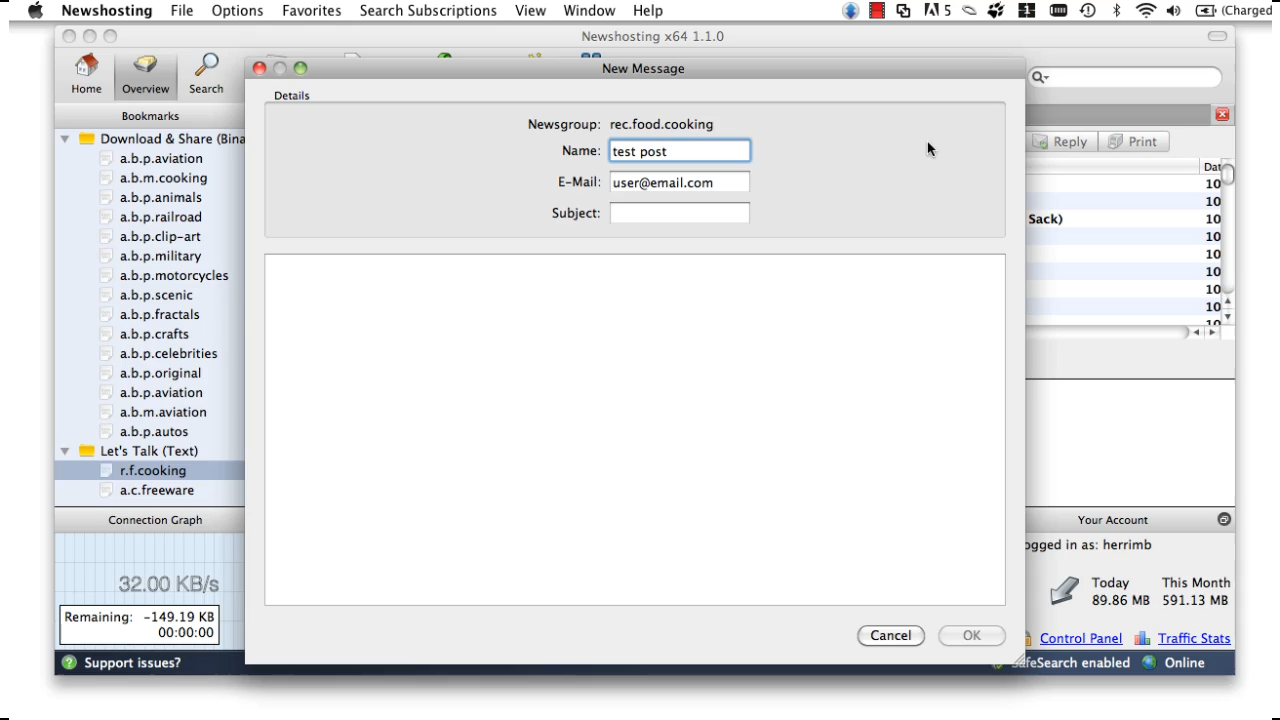 Newshosting File Options Favorites Search Subscriptions View Window Help 5 1 (Charged
Newshosting x64 1.1.0
Home Overview Search
New Message
Bookmarks
Details
Download & Share (Bina
a.b.p.aviation
a.b.m.cooking
a.b.p.animals
a.b.p.railroad
a.b.p.clip-art
a.b.p.military
a.b.p.motorcycles
a.b.p.scenic
a.b.p.fractals
a.b.p.crafts
a.b.p.celebrities
a.b.p.original
a.b.p.aviation
a.b.m.aviation
a.b.p.autos
Let's Talk (Text)
r.f.cooking
a.c.freeware
Newsgroup: rec.food.cooking
Name: test post
E-Mail: user@email.com
Subject:
Cancel OK
Reply Print
Dat
10
10
Sack) 10
10
10
10
10
10
10
Connection Graph
32.00 KB/s
Remaining: -149.19 KB
00:00:00
Your Account
ogged in as: herrimb
Today This Month
89.86 MB 591.13 MB
Control Panel Traffic Stats
Support issues?
SafeSearch enabled Online